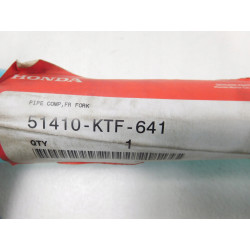 HONDA
PIPE COMP,FR FORK
51410-KTF-641
QTY 1